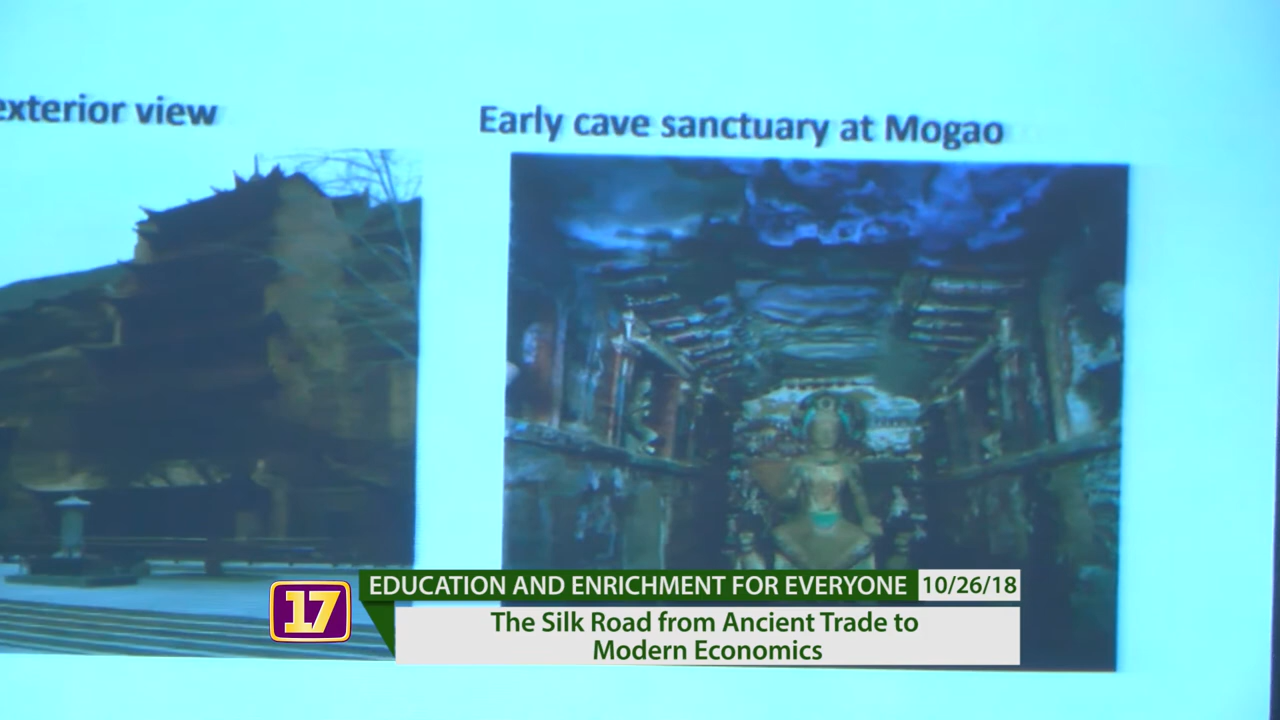 exterior view
Early cave sanctuary at Mogao
17
EDUCATION AND ENRICHMENT FOR EVERYONE
10/26/18
The Silk Road from Ancient Trade to
Modern Economics